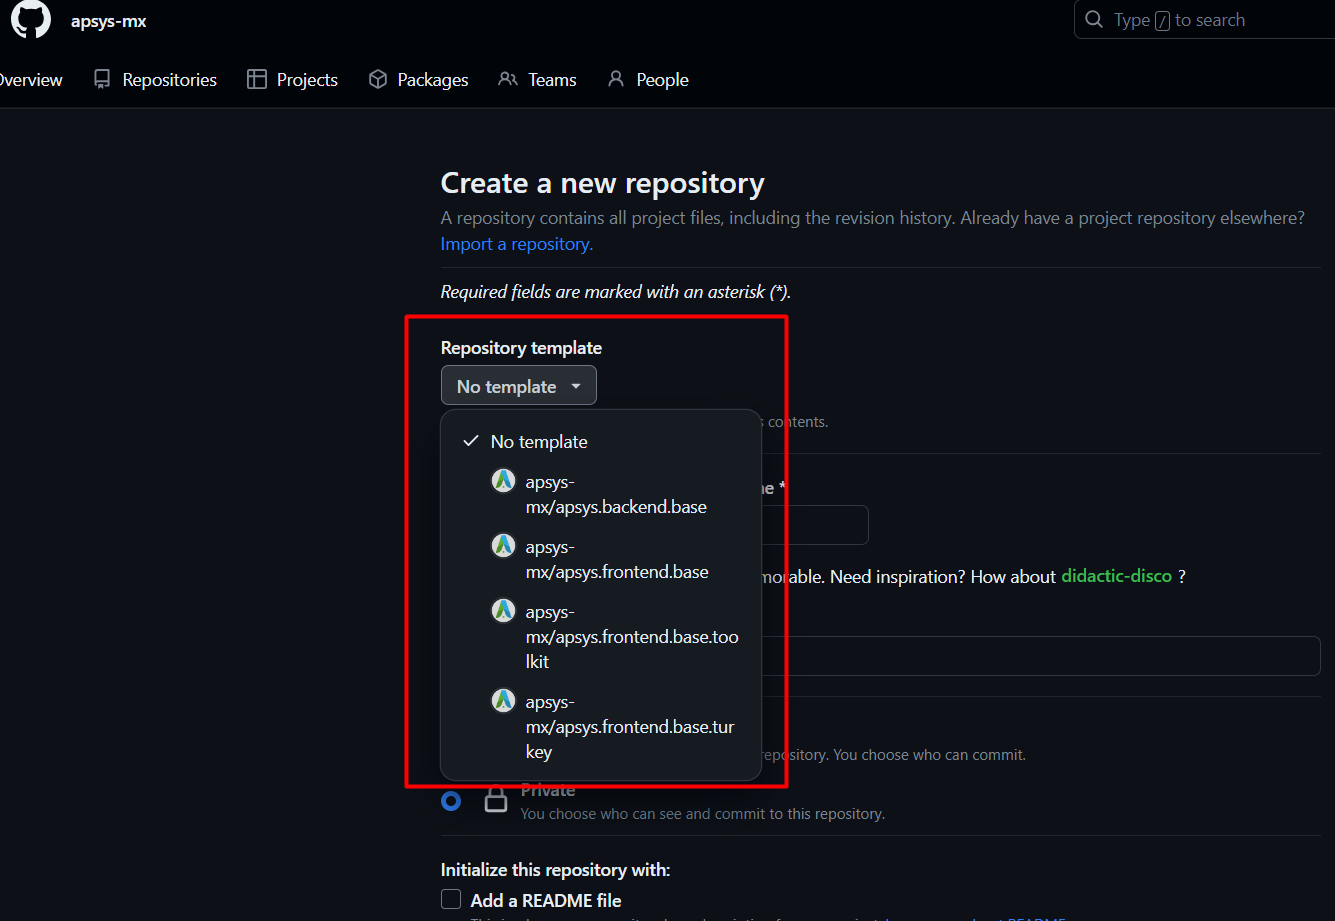 apsys-mx
Type / to search
Overview Repositories Projects Packages Teams People
Create a new repository
A repository contains all project files, including the revision history. Already have a project repository elsewhere?
Import a repository.
Required fields are marked with an asterisk (*).
Repository template
No template
contents.
No template
apsys-
mx/apsys.backend.base
*
apsys-
mx/apsys.frontend.base
Need inspiration? How about didactic-disco ?
apsys-
mx/apsys.frontend.base.too
lkit
apsys-
mx/apsys.frontend.base.tur
key
repository. You choose who can commit.
Private
You choose who can see and commit to this repository.
Initialize this repository with:
Add a README file